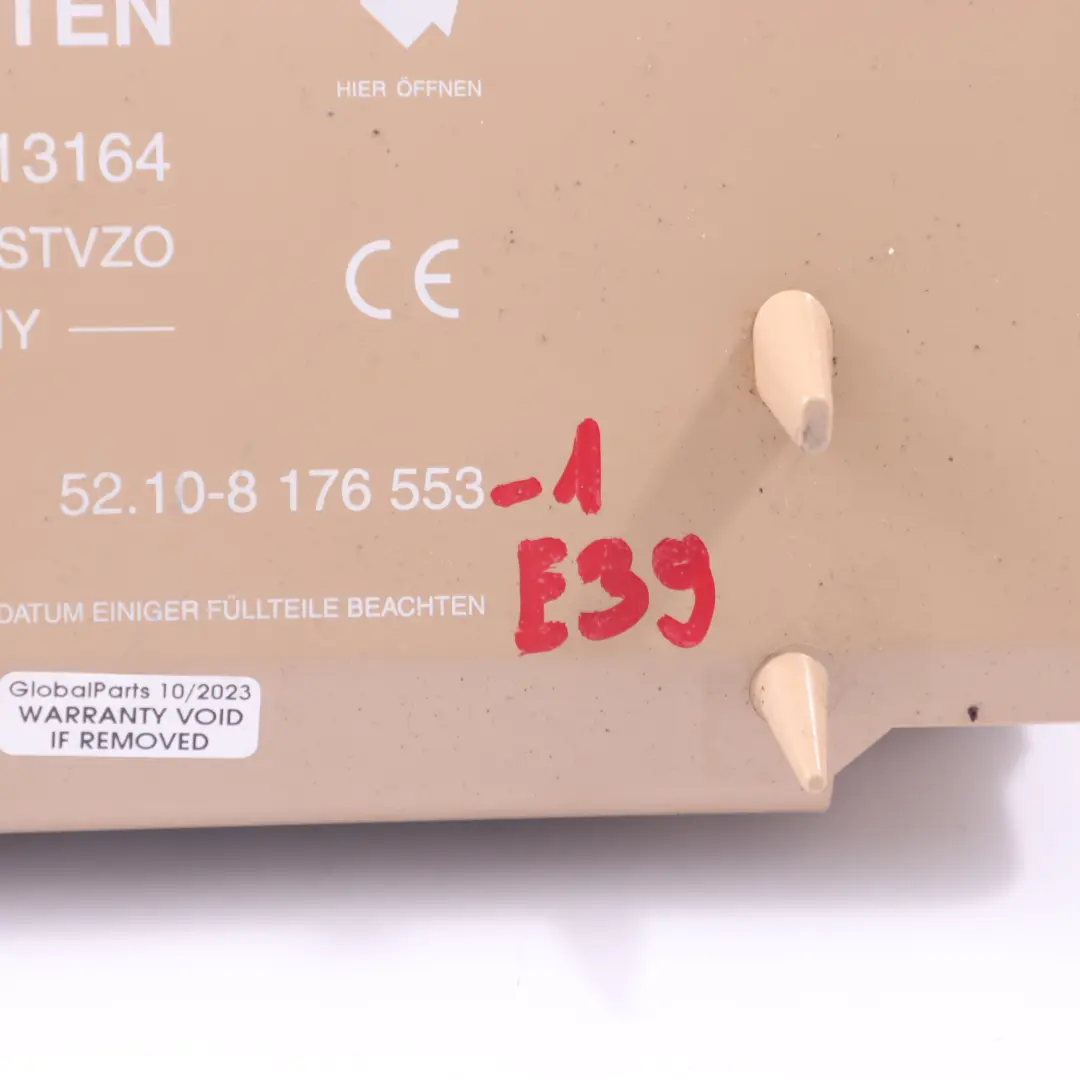 TEN
HIER ÖFFNEN
13164
STVZO
CE
52.10-8 176 553-1
E39
DATUM EINIGER FÜLLTEILE BEACHTEN
GlobalParts 10/2023
WARRANTY VOID
IF REMOVED